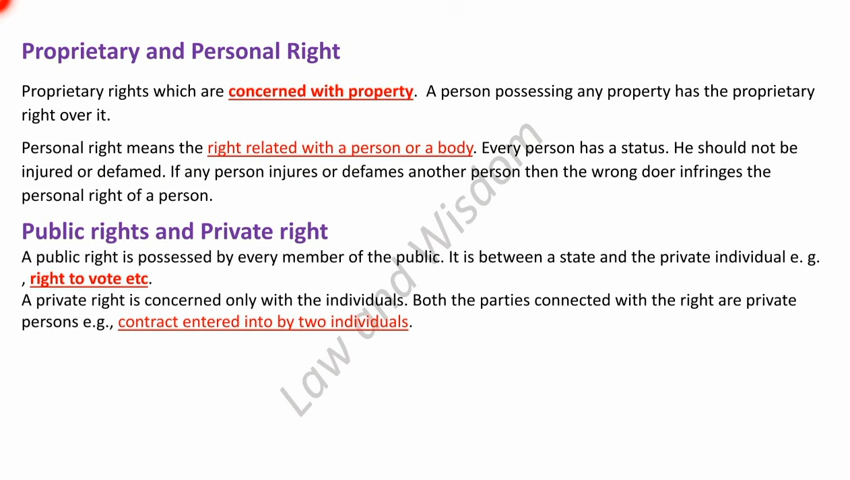 Proprietary and Personal Right
Proprietary rights which are concerned with property. A person possessing any property has the proprietary
right over it.
Personal right means the right related with a person or a body. Every person has a status. He should not be
injured or defamed. If any person injures or defames another person then the wrong doer infringes the
personal right of a person.
Public rights and Private right
A public right is possessed by every member of the public. It is between a state and the private individual e. g.
, right to vote etc.
A private right is concerned only with the individuals. Both the parties connected with the right are private
persons e.g., contract entered into by two individuals.
Law and Wisdom